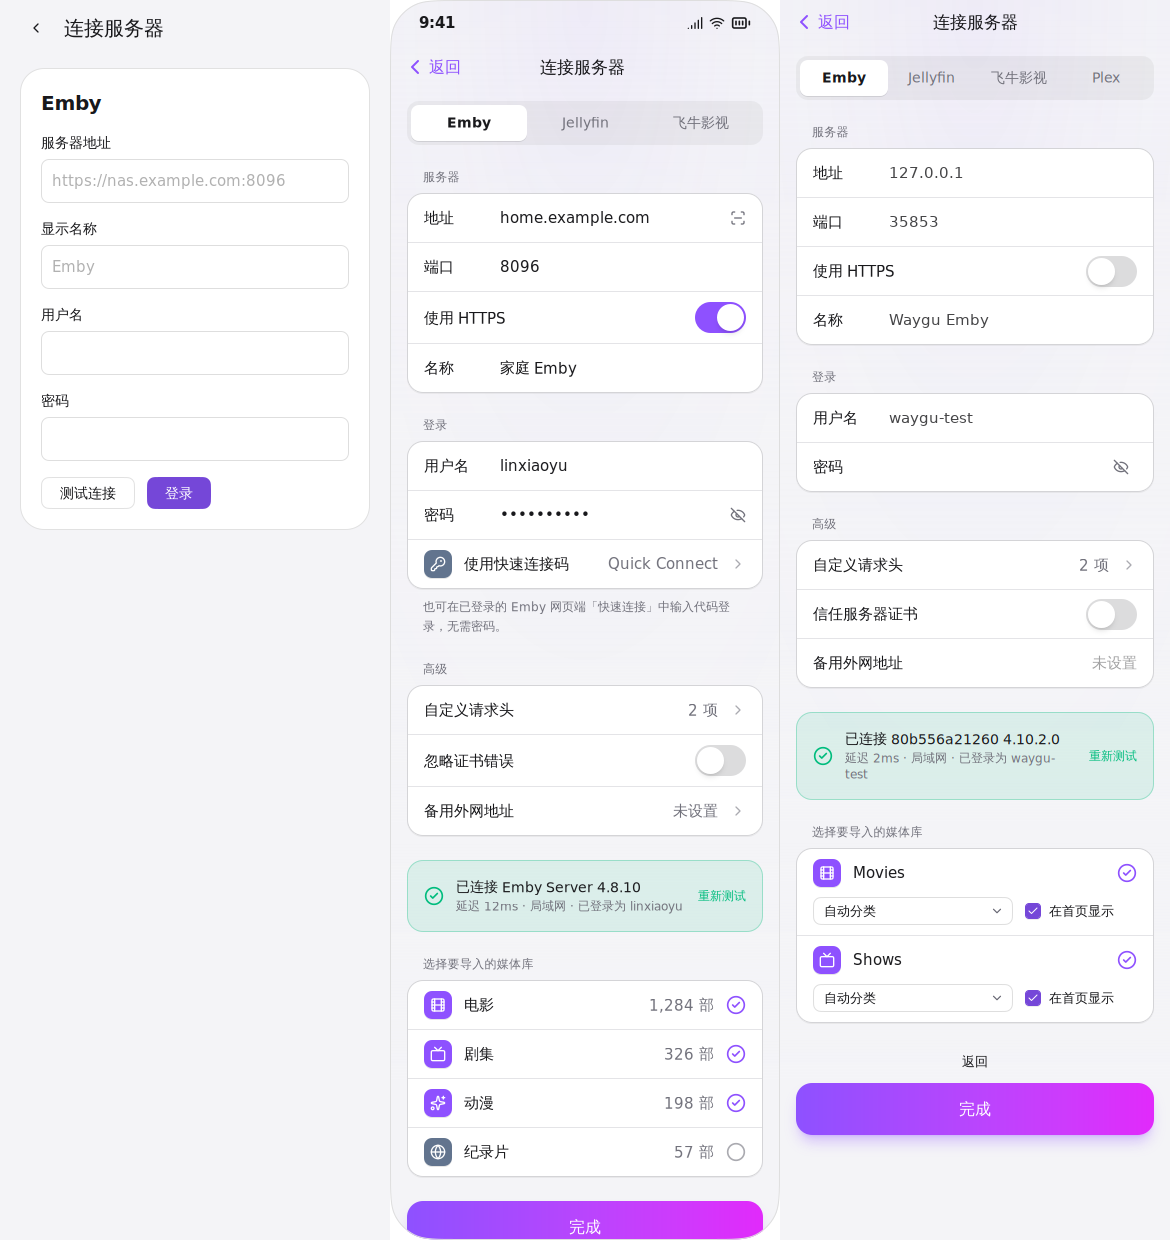 连接服务器
Emby
服务器地址
https://nas.example.com:8096
显示名称
Emby
用户名
密码
测试连接
登录
9:41
返回
连接服务器
Emby
Jellyfin
飞牛影视
服务器
地址
home.example.com
端口
8096
使用 HTTPS
名称
家庭 Emby
登录
用户名
linxiaoyu
密码
••••••••••
使用快速连接码
Quick Connect
也可在已登录的 Emby 网页端「快速连接」中输入代码登
录，无需密码。
高级
自定义请求头
2 项
忽略证书错误
备用外网地址
未设置
已连接 Emby Server 4.8.10
延迟 12ms · 局域网 · 已登录为 linxiaoyu
重新测试
选择要导入的媒体库
电影
1,284 部
剧集
326 部
动漫
198 部
纪录片
57 部
完成
返回
连接服务器
Emby
Jellyfin
飞牛影视
Plex
服务器
地址
127.0.0.1
端口
35853
使用 HTTPS
名称
Waygu Emby
登录
用户名
waygu-test
密码
高级
自定义请求头
2 项
信任服务器证书
备用外网地址
未设置
已连接 80b556a21260 4.10.2.0
延迟 2ms · 局域网 · 已登录为 waygu-
test
重新测试
选择要导入的媒体库
Movies
自动分类
在首页显示
Shows
自动分类
在首页显示
返回
完成